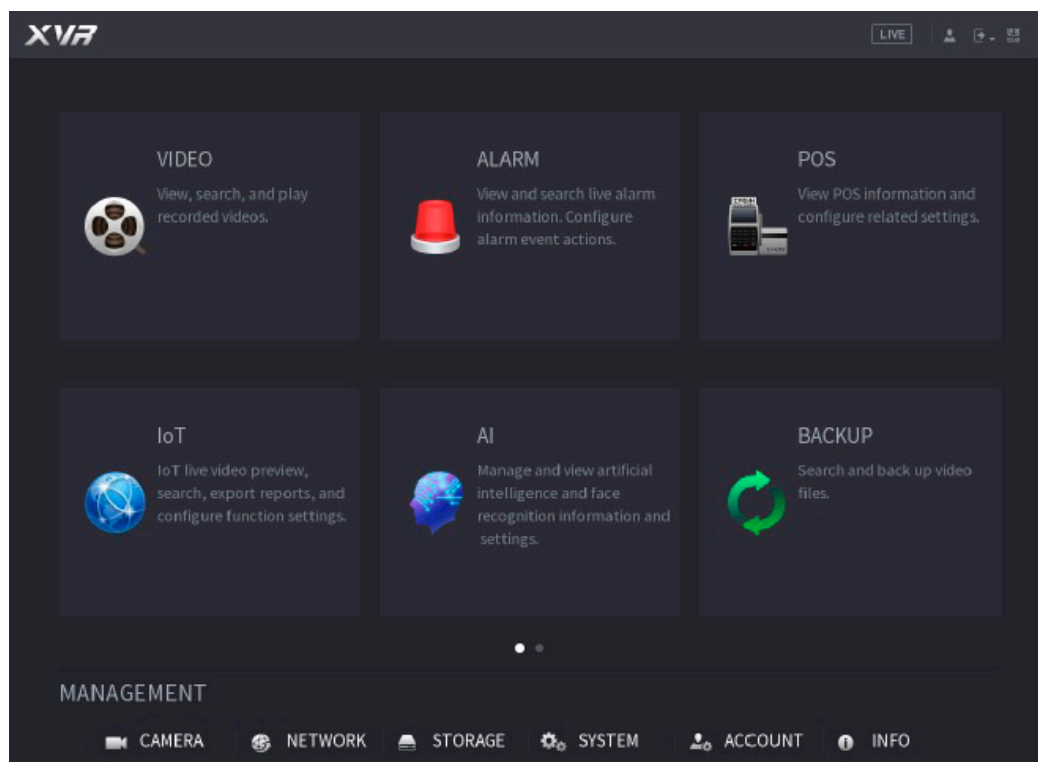 XVR
LIVE
VIDEO
View, search, and play
recorded videos.
ALARM
View and search live alarm
information. Configure
alarm event actions.
POS
View POS information and
configure related settings.
IoT
IoT live video preview,
search, export reports, and
configure function settings.
AI
Manage and view artificial
intelligence and face
recognition information and
settings.
BACKUP
Search and back up video
files.
MANAGEMENT
CAMERA NETWORK STORAGE SYSTEM ACCOUNT INFO